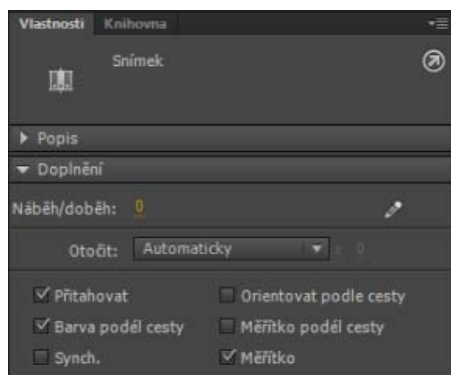 Vlastnosti Knihovna
Snímek
Popis
Doplnění
Náběh/doběh: 0
Otočit: Automaticky x 0
Přitahovat Orientovat podle cesty
Barva podél cesty Měřítko podél cesty
Synch. Měřítko